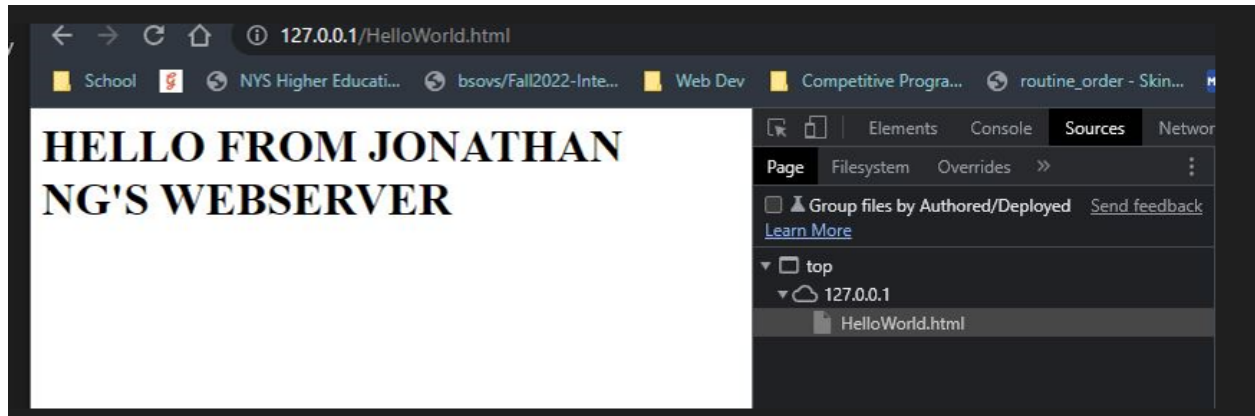 127.0.0.1/HelloWorld.html
School NYS Higher Educati... bsovs/Fall2022-Inte... Web Dev Competitive Progra... routine_order - Skin...
HELLO FROM JONATHAN
NG'S WEBSERVER
Elements Console Sources Networ
Page Filesystem Overrides »
Group files by Authored/Deployed Send feedback
Learn More
top
127.0.0.1
HelloWorld.html